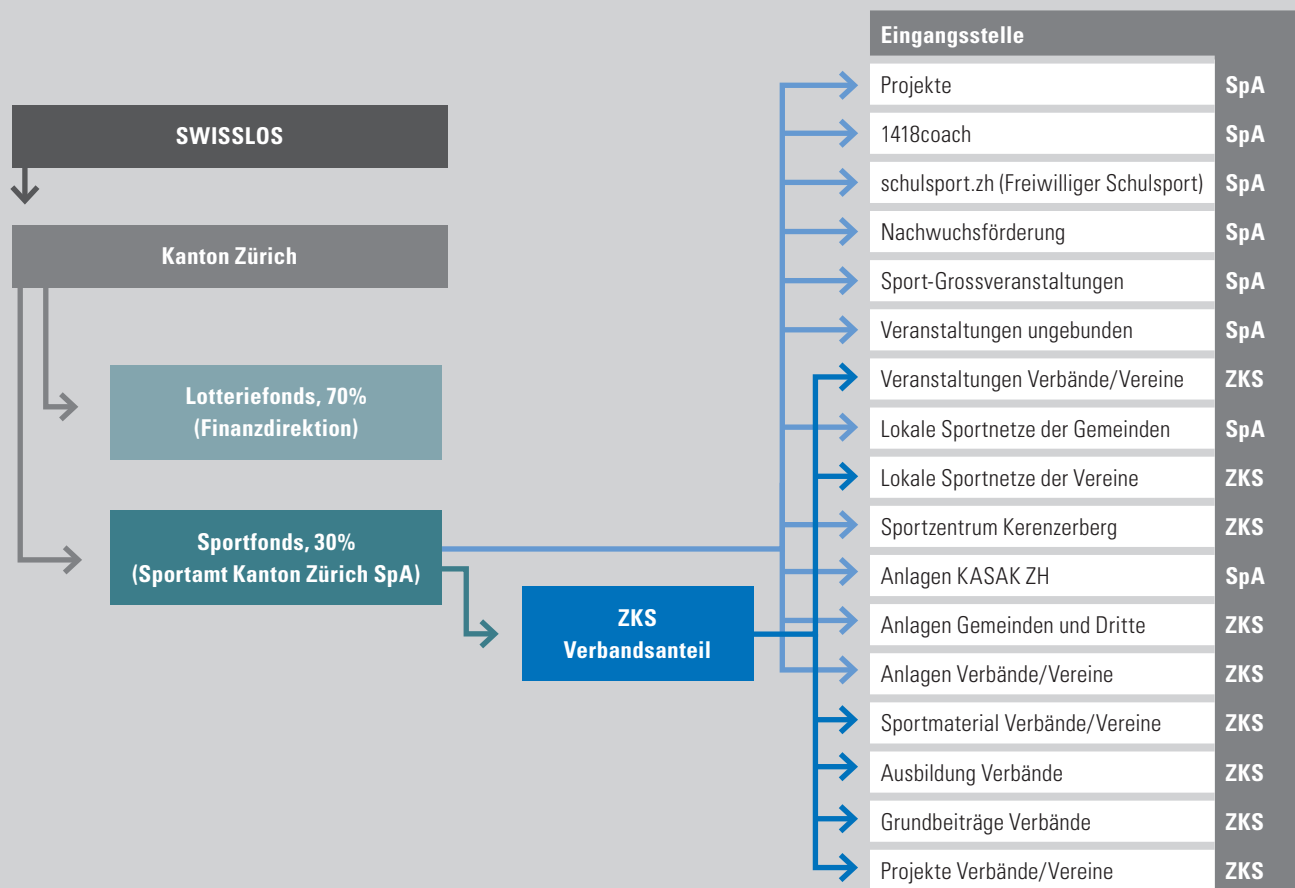 SWISSLOS
Kanton Zürich
Lotteriefonds, 70%
(Finanzdirektion)
Sportfonds, 30%
(Sportamt Kanton Zürich SpA)
ZKS
Verbandsanteil
Eingangsstelle
Projekte SpA
1418coach SpA
schulsport.zh (Freiwilliger Schulsport) SpA
Nachwuchsförderung SpA
Sport-Grossveranstaltungen SpA
Veranstaltungen ungebunden SpA
Veranstaltungen Verbände/Vereine ZKS
Lokale Sportnetze der Gemeinden SpA
Lokale Sportnetze der Vereine ZKS
Sportzentrum Kerenzerberg ZKS
Anlagen KASAK ZH SpA
Anlagen Gemeinden und Dritte ZKS
Anlagen Verbände/Vereine ZKS
Sportmaterial Verbände/Vereine ZKS
Ausbildung Verbände ZKS
Grundbeiträge Verbände ZKS
Projekte Verbände/Vereine ZKS